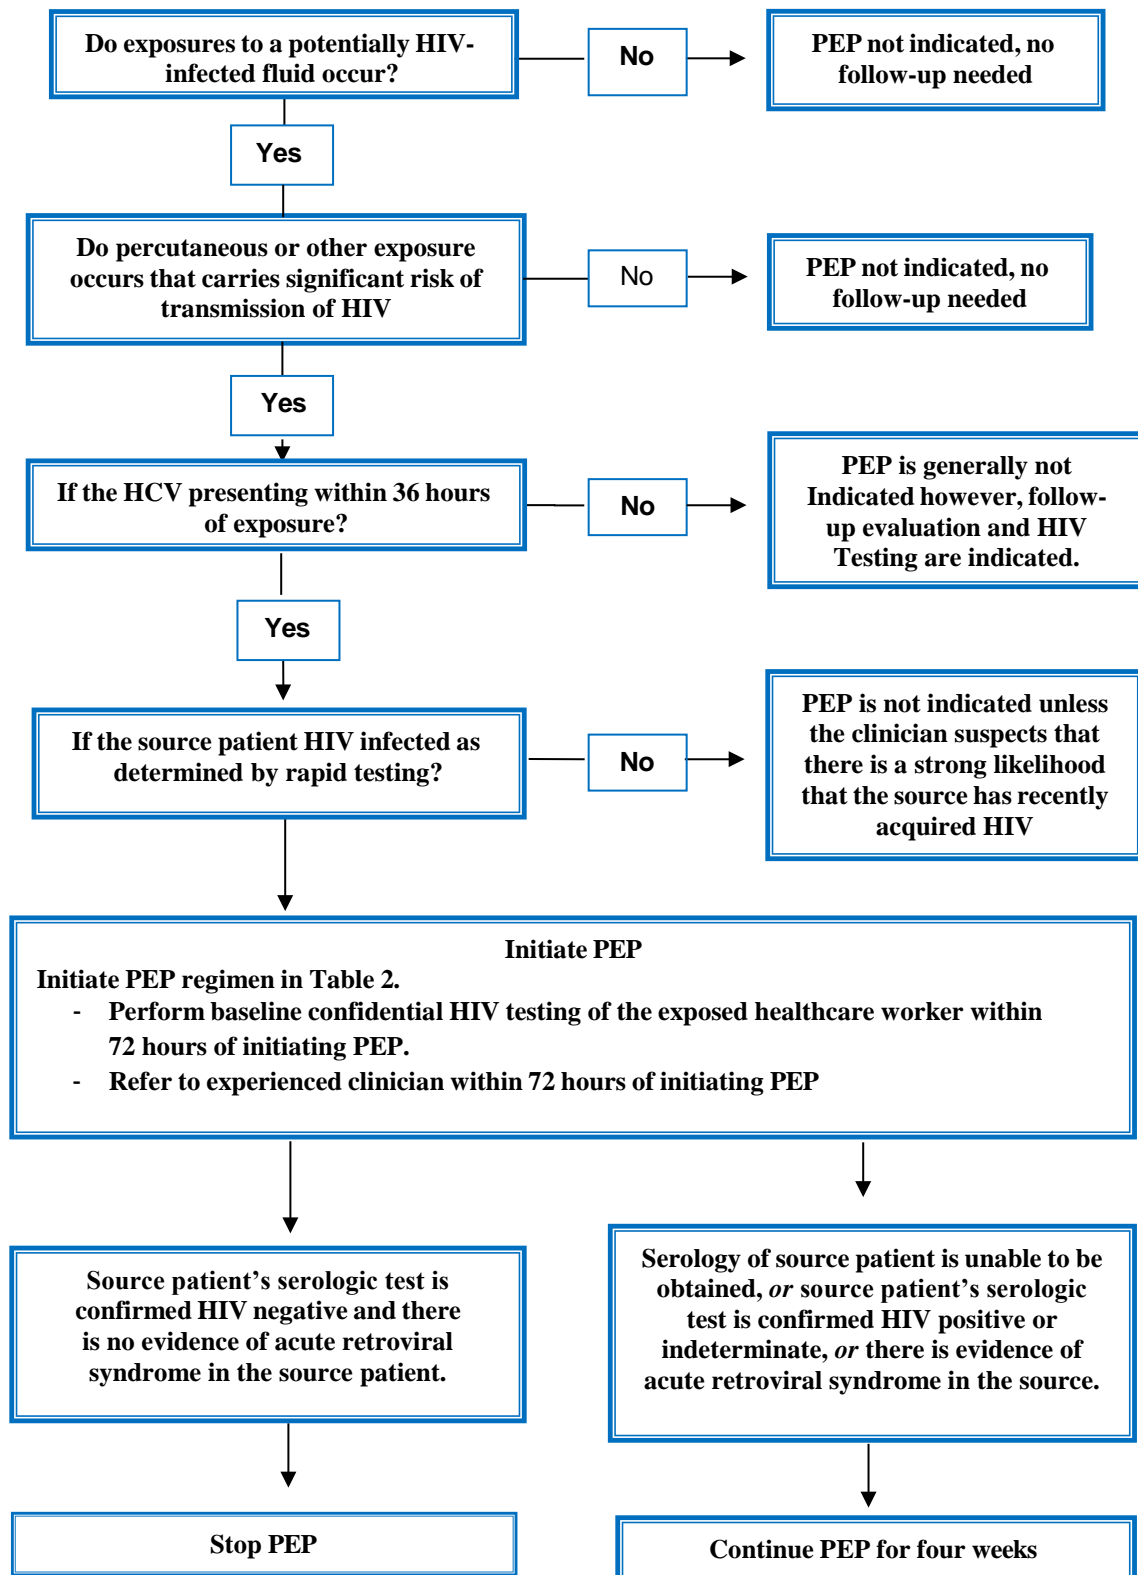 Do exposures to a potentially HIV-
infected fluid occur?
No
PEP not indicated, no
follow-up needed
Yes
Do percutaneous or other exposure
occurs that carries significant risk of
transmission of HIV
No
PEP not indicated, no
follow-up needed
Yes
If the HCV presenting within 36 hours
of exposure?
No
PEP is generally not
Indicated however, follow-
up evaluation and HIV
Testing are indicated.
Yes
If the source patient HIV infected as
determined by rapid testing?
No
PEP is not indicated unless
the clinician suspects that
there is a strong likelihood
that the source has recently
acquired HIV
Initiate PEP
Initiate PEP regimen in Table 2.
- Perform baseline confidential HIV testing of the exposed healthcare worker within
72 hours of initiating PEP.
- Refer to experienced clinician within 72 hours of initiating PEP
Source patient’s serologic test is
confirmed HIV negative and there
is no evidence of acute retroviral
syndrome in the source patient.
Serology of source patient is unable to be
obtained, or source patient’s serologic
test is confirmed HIV positive or
indeterminate, or there is evidence of
acute retroviral syndrome in the source.
Stop PEP
Continue PEP for four weeks